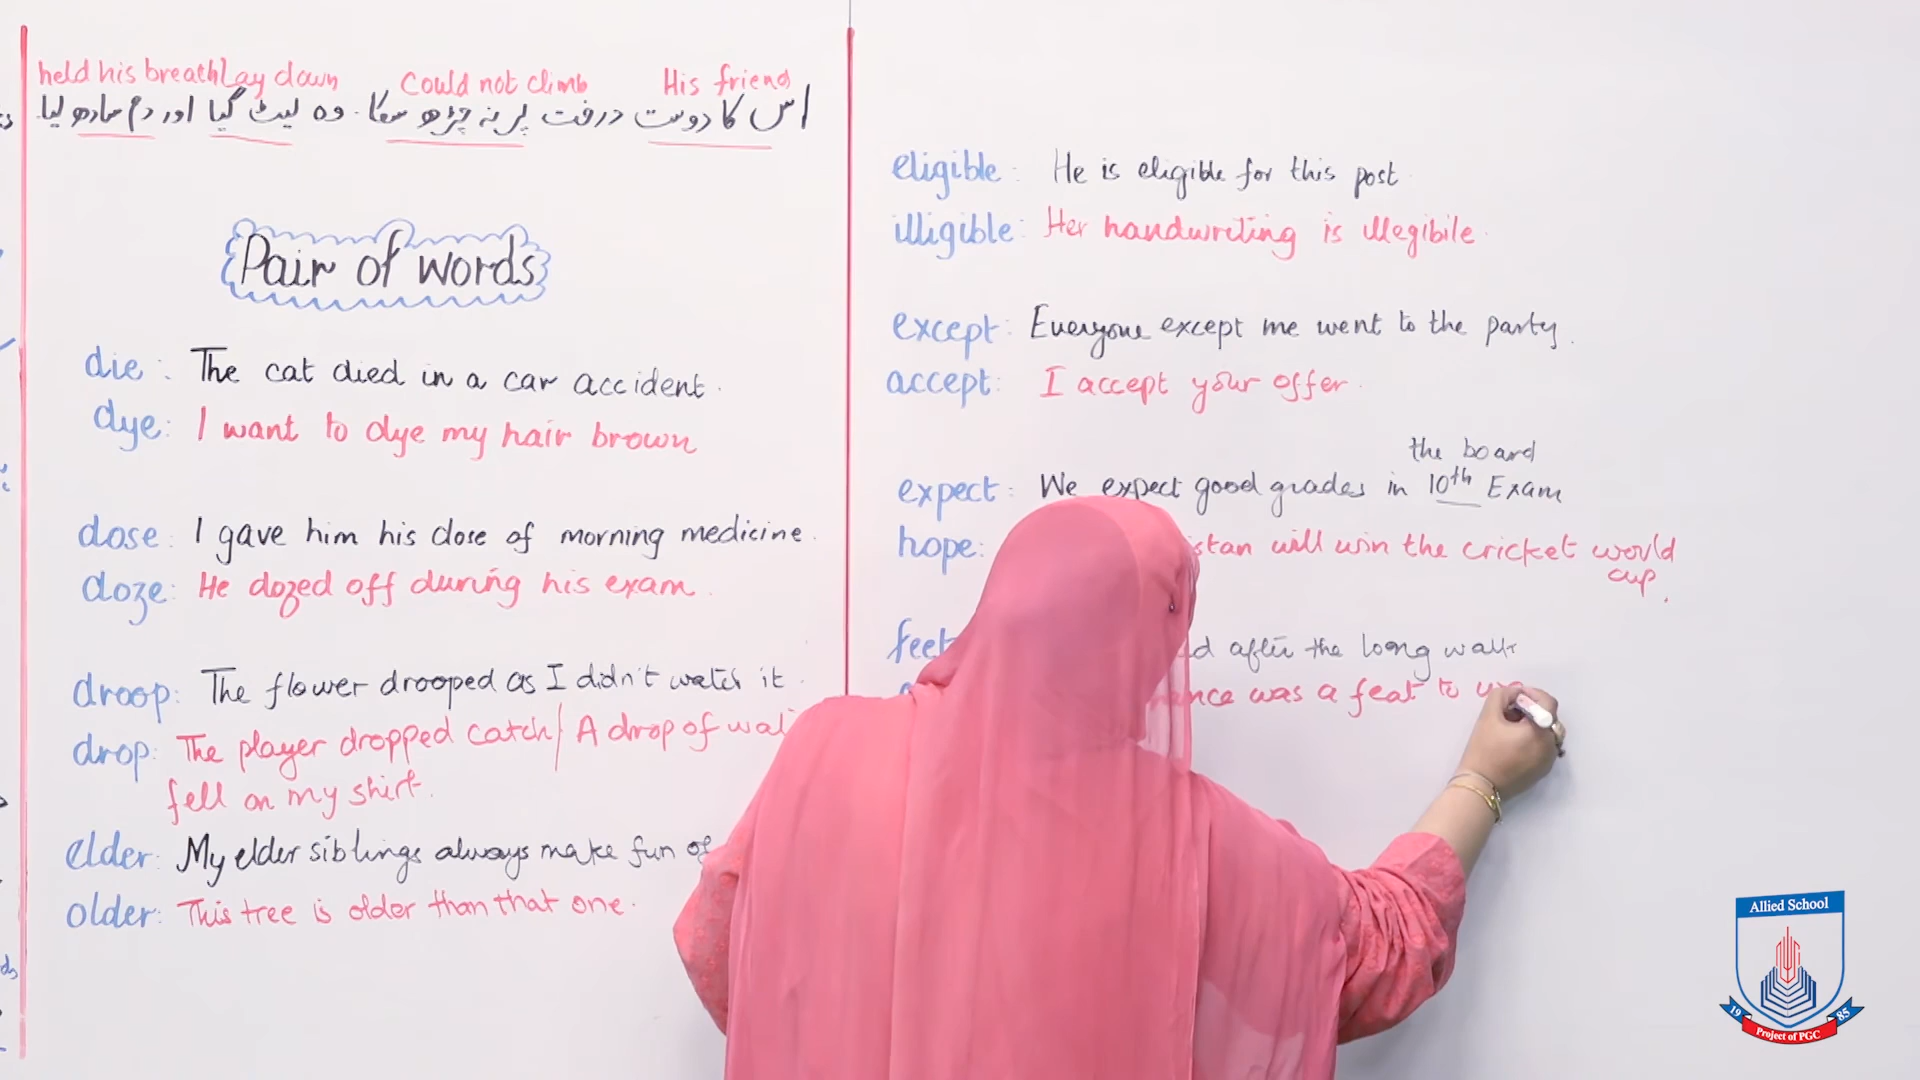 held his breath lay down could not climb His friend
اس کا دوست درخت پر نہ چڑھ سکا۔ وہ لیٹ گیا اور دم سادھ لیا
Pair of words
die: The cat died in a car accident.
dye: I want to dye my hair brown
dose: I gave him his dose of morning medicine.
doze: He dozed off during his exam.
droop: The flower drooped as I didn't water it.
drop: The player dropped catch/ A drop of
fell on my shirt.
elder: My elder siblings always make fun of
older: This tree is older than that one.
eligible: He is eligible for this post
illigible: Her handwriting is illegibile.
except: Everyone except me went to the party.
accept: I accept your offer.
the board
expect: We expect good grades in 10th Exam
hope: will win the cricket would
cup.
feet after the long walk
was a feat to
Allied School
1985
Project of PGC